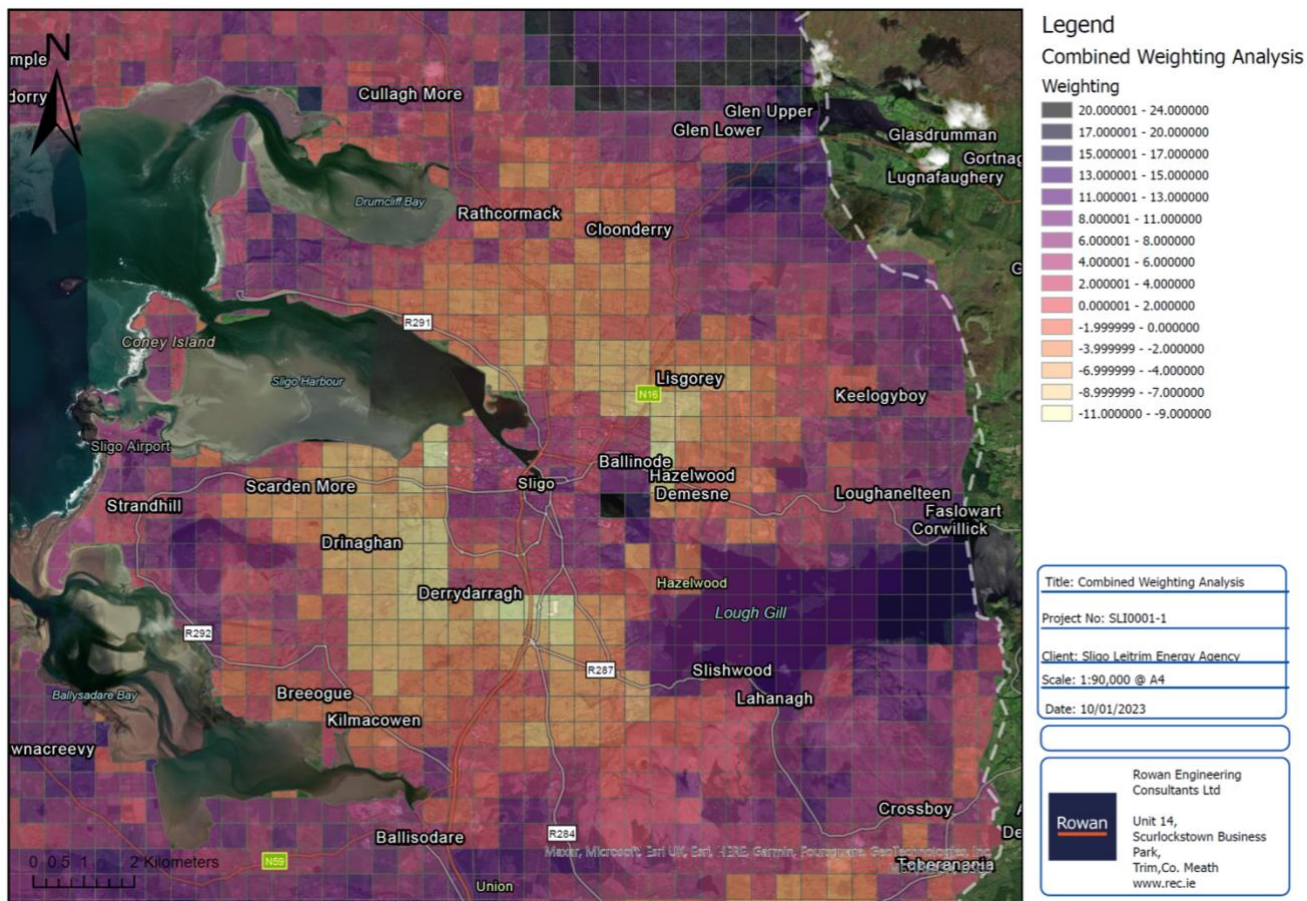 N
mple
dorry
Cullagh More
Glen Upper
Glen Lower
Glasdrumman
Gortnag
Lugnafaughery
Drumcliff Bay
Rathcormack
Cloonderry
G
R291
Coney Island
Sligo Harbour
Lisgorey
N16
Keelogyboy
Sligo Airport
Ballinode
Scarden More
Sligo
Hazelwood
Demesne
Loughanelteen
Strandhill
Faslowart
Corwillick
Drinaghan
Derrydarragh
Hazelwood
Lough Gill
R292
R287
Slishwood
Ballysadare Bay
Breeogue
Lahanagh
Kilmacowen
wnacreevy
Crossboy
A
De
Ballisodare
R284
0 0.5 1 2 Kilometers
N59
Maxar, Microsoft, Esri UK, Esri, HERE, Garmin, Foursquare, GeoTechnologies, Inc,
Toberanania
Union
Legend
Combined Weighting Analysis
Weighting
20.000001 - 24.000000
17.000001 - 20.000000
15.000001 - 17.000000
13.000001 - 15.000000
11.000001 - 13.000000
8.000001 - 11.000000
6.000001 - 8.000000
4.000001 - 6.000000
2.000001 - 4.000000
0.000001 - 2.000000
-1.999999 - 0.000000
-3.999999 - -2.000000
-6.999999 - -4.000000
-8.999999 - -7.000000
-11.000000 - -9.000000
Title: Combined Weighting Analysis
Project No: SLI0001-1
Client: Sligo Leitrim Energy Agency
Scale: 1:90,000 @ A4
Date: 10/01/2023
Rowan
Rowan Engineering
Consultants Ltd
Unit 14,
Scurlockstown Business
Park,
Trim,Co. Meath
www.rec.ie